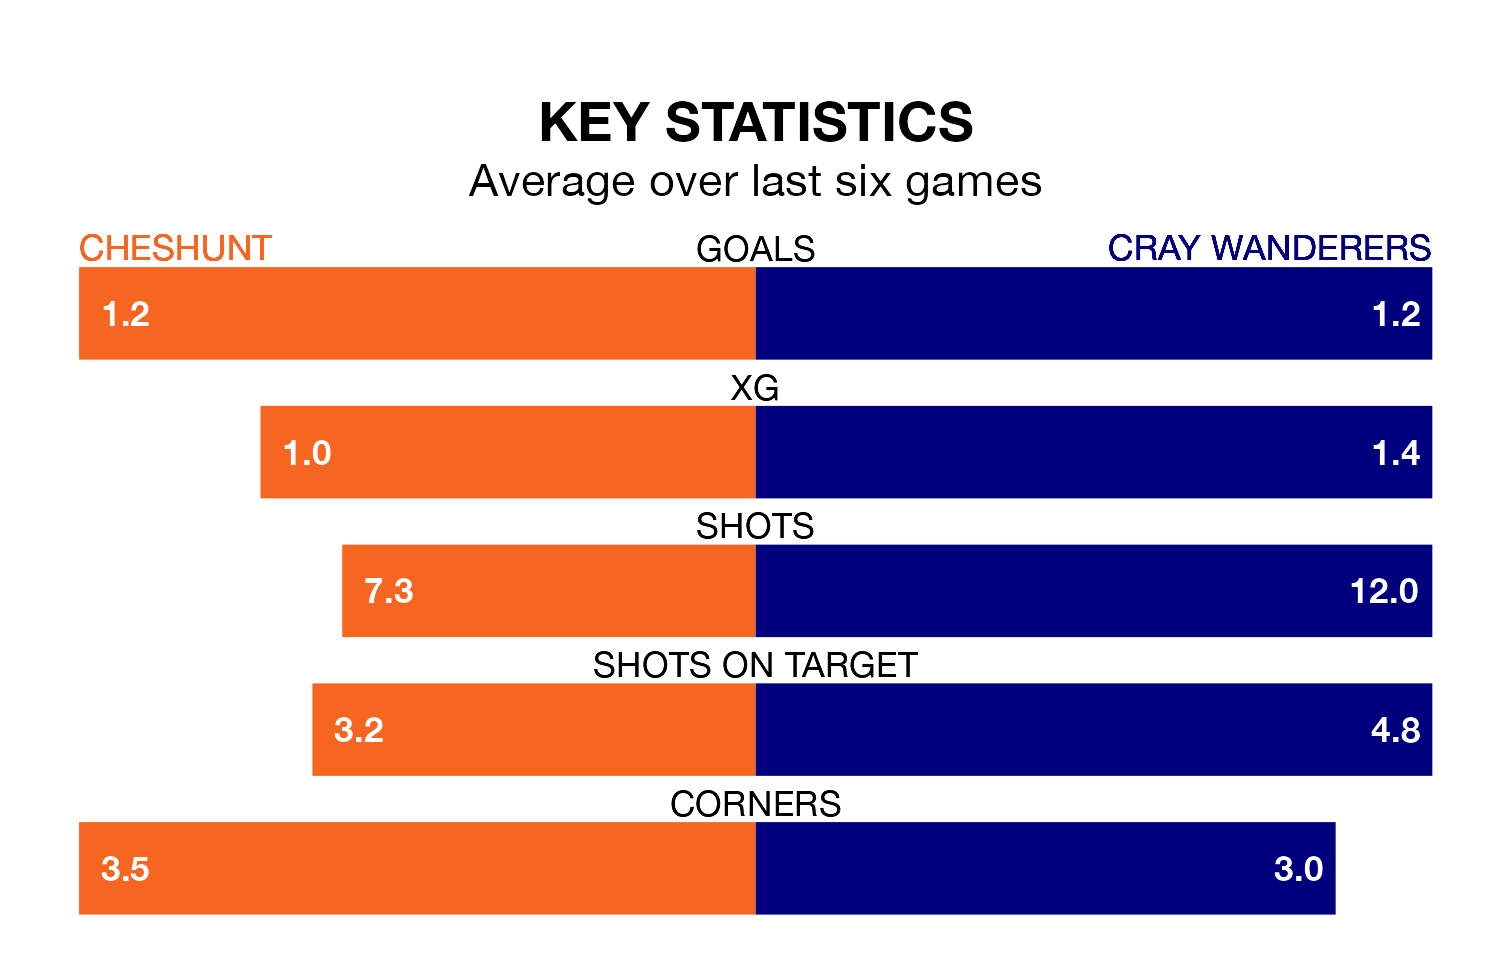 KEY STATISTICS
Average over last six games
CHESHUNT GOALS CRAY WANDERERS
1.2 1.2
XG
1.0 1.4
SHOTS
7.3 12.0
SHOTS ON TARGET
3.2 4.8
CORNERS
3.5 3.0